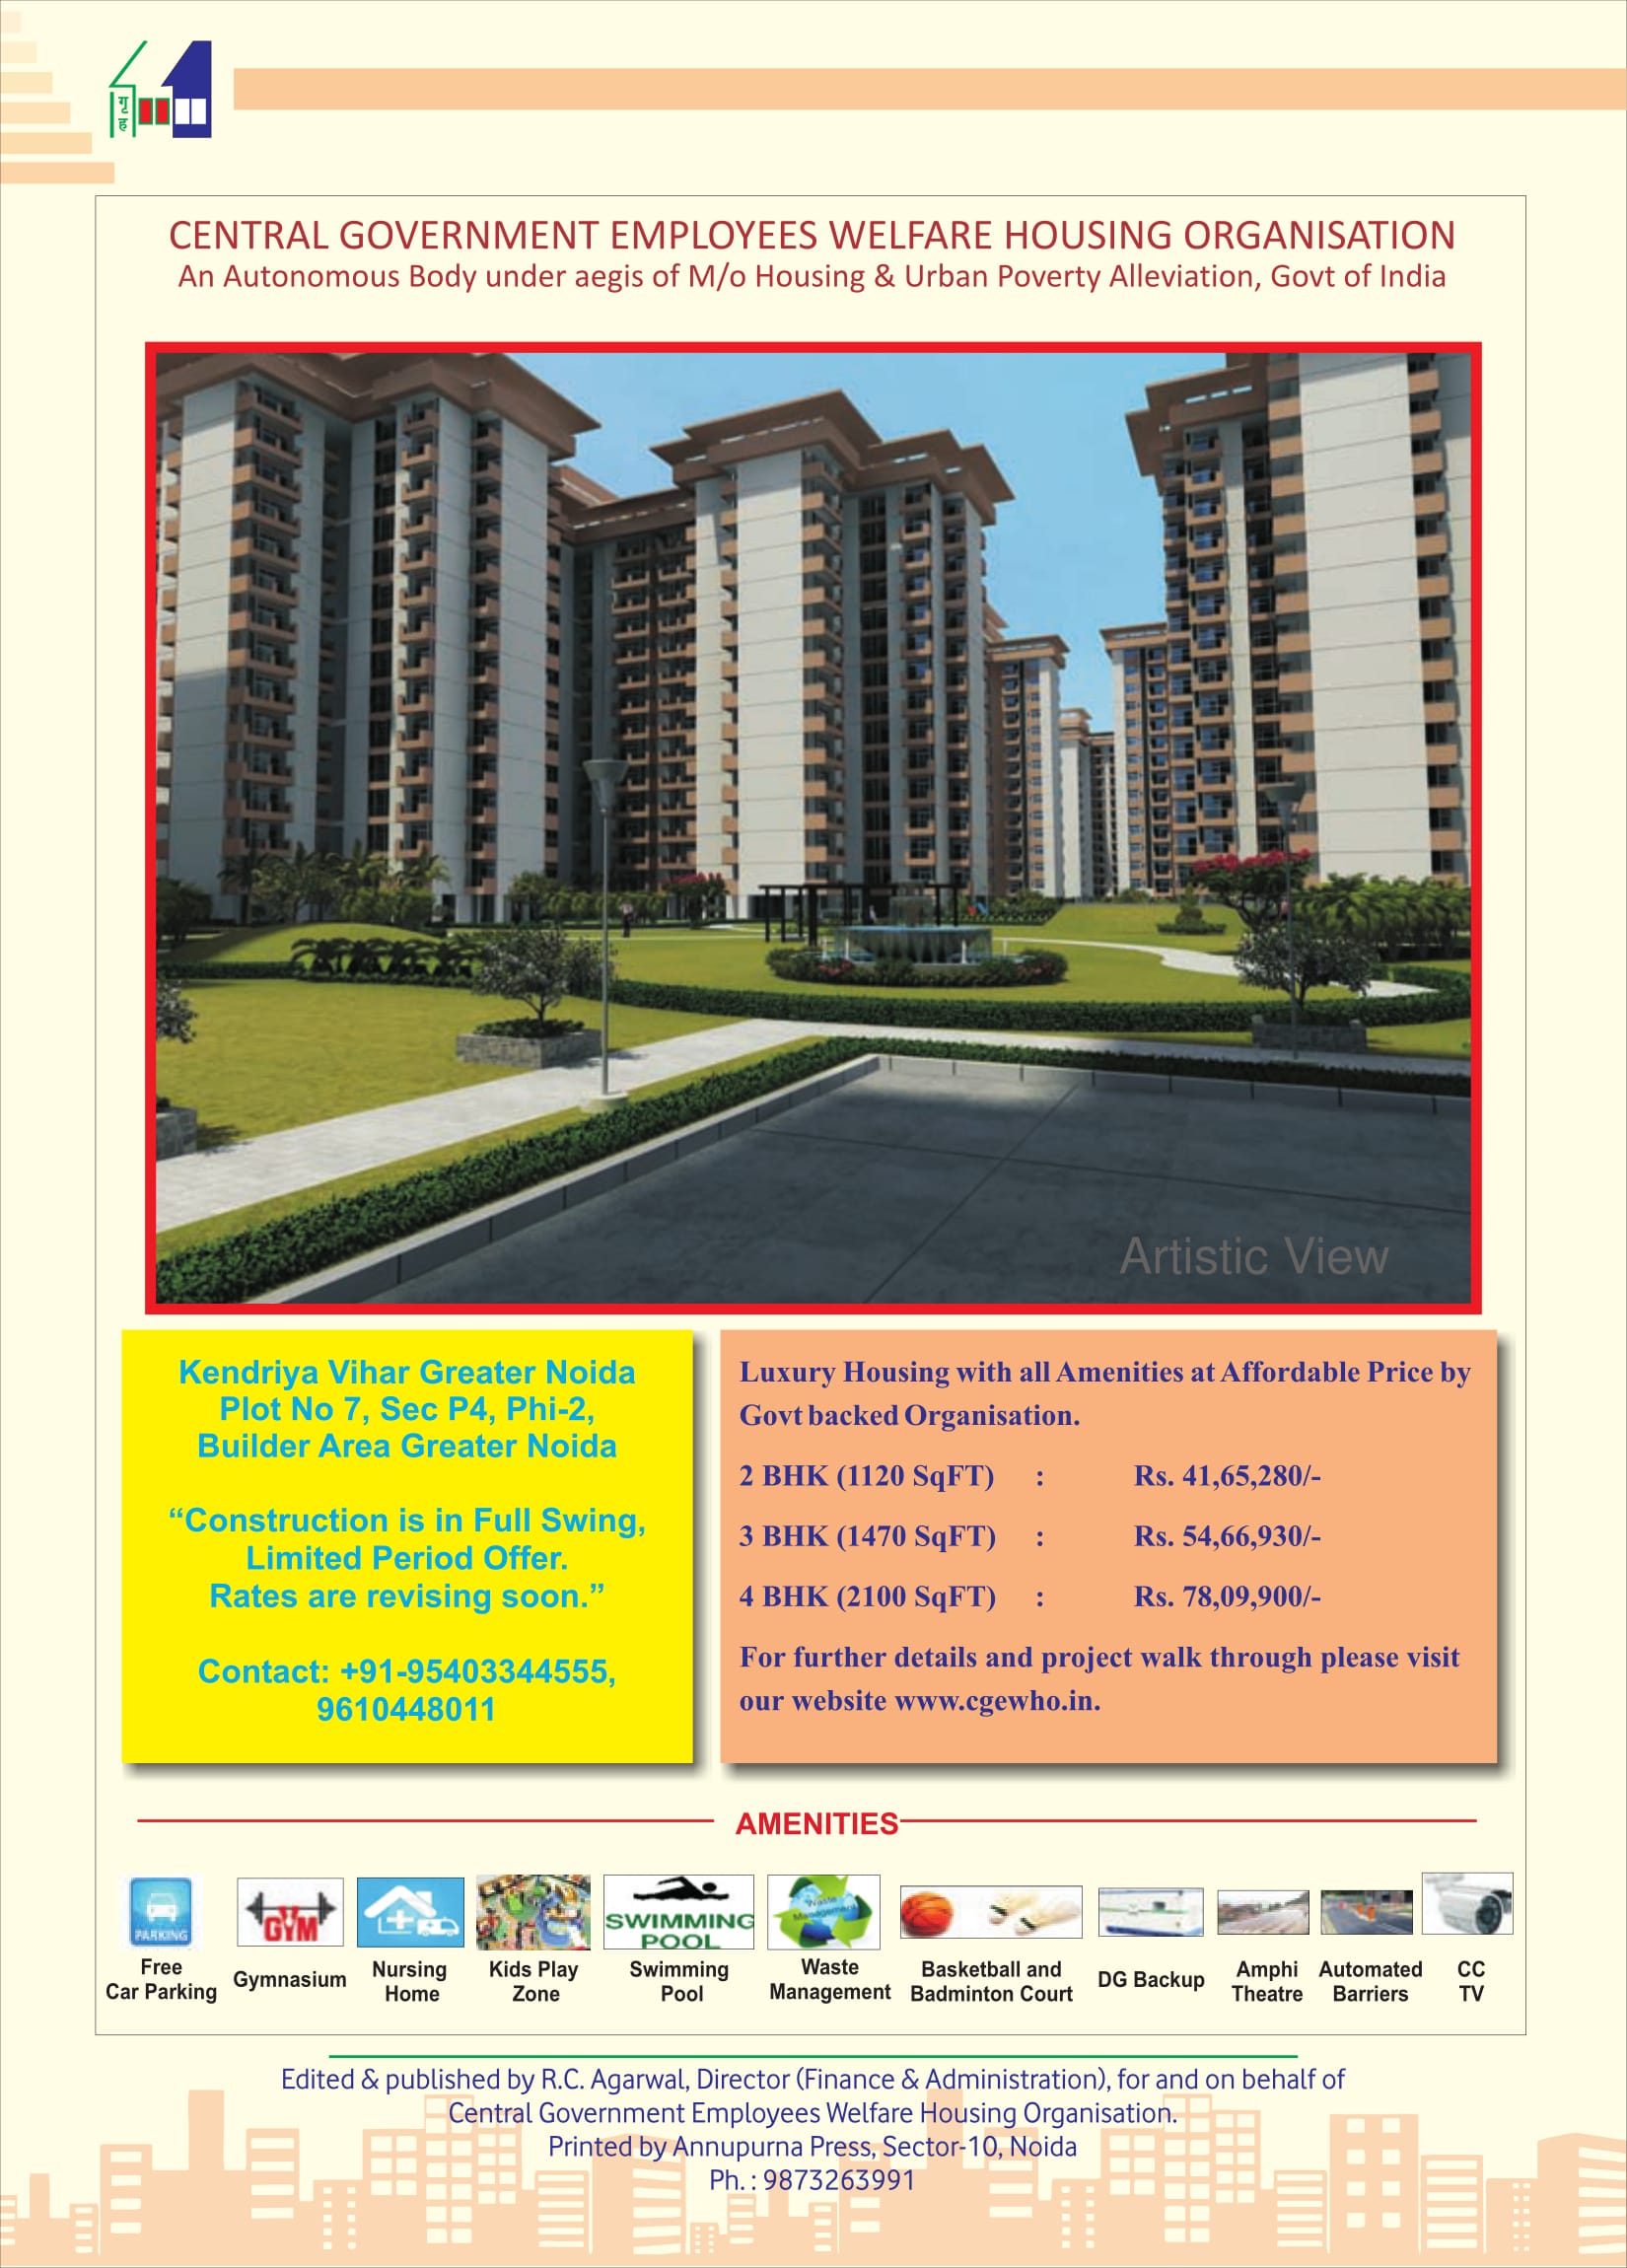 गृह
CENTRAL GOVERNMENT EMPLOYEES WELFARE HOUSING ORGANISATION
An Autonomous Body under aegis of M/o Housing & Urban Poverty Alleviation, Govt of India
Artistic View
Kendriya Vihar Greater Noida
Plot No 7, Sec P4, Phi-2,
Builder Area Greater Noida
“Construction is in Full Swing,
Limited Period Offer.
Rates are revising soon.”
Contact: +91-95403344555,
9610448011
Luxury Housing with all Amenities at Affordable Price by
Govt backed Organisation.
2 BHK (1120 SqFT) : Rs. 41,65,280/-
3 BHK (1470 SqFT) : Rs. 54,66,930/-
4 BHK (2100 SqFT) : Rs. 78,09,900/-
For further details and project walk through please visit
our website www.cgewho.in.
AMENITIES
PARKING
GYM
SWIMMING
POOL
Waste
Management
Free
Car Parking
Gymnasium
Nursing
Home
Kids Play
Zone
Swimming
Pool
Waste
Management
Basketball and
Badminton Court
DG Backup
Amphi
Theatre
Automated
Barriers
CC
TV
Edited & published by R.C. Agarwal, Director (Finance & Administration), for and on behalf of
Central Government Employees Welfare Housing Organisation.
Printed by Annupurna Press, Sector-10, Noida
Ph. : 9873263991